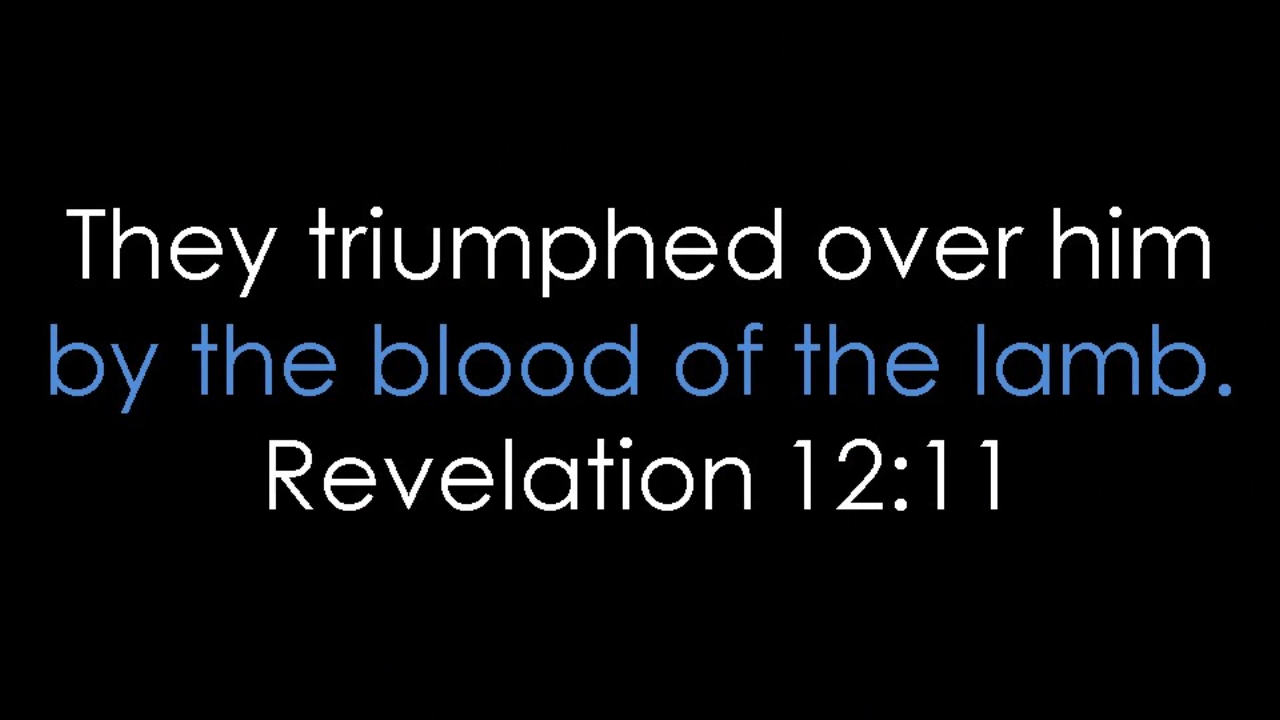 They triumphed over him
by the blood of the lamb.
Revelation 12:11